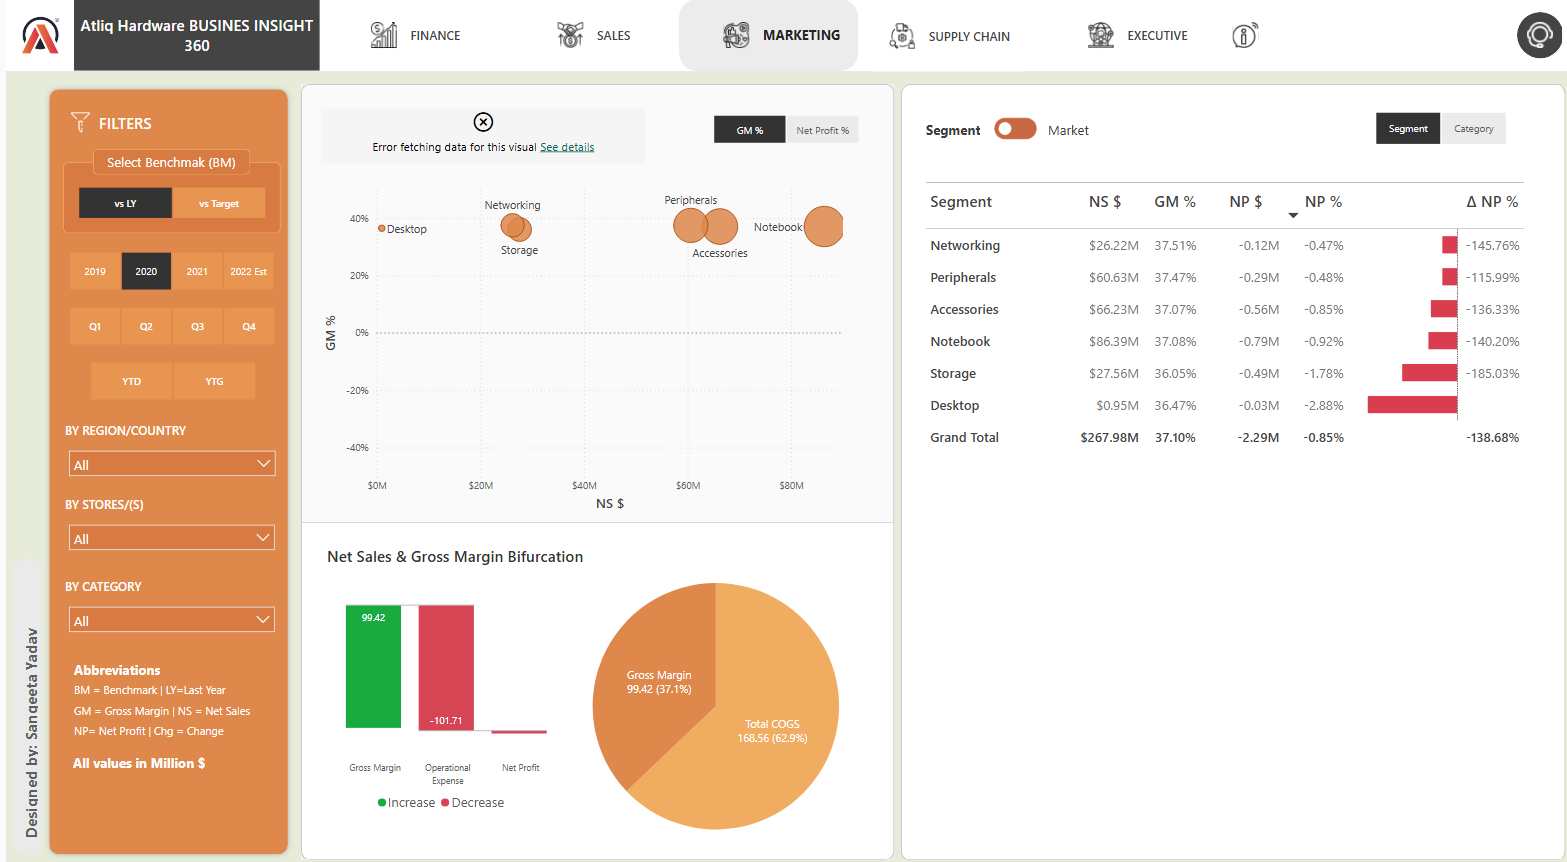 Atliq Hardware BUSINES INSIGHT
360
FINANCE
SALES
MARKETING
SUPPLY CHAIN
EXECUTIVE
FILTERS
Select Benchmak (BM)
vs LY
vs Target
2019
2020
2021
2022 Est
Q1
Q2
Q3
Q4
YTD
YTG
BY REGION/COUNTRY
All
BY STORES/(S)
All
BY CATEGORY
All
Abbreviations
BM = Benchmark | LY=Last Year
GM = Gross Margin | NS = Net Sales
NP= Net Profit | Chg = Change
All values in Million $
Designed by: Sangeeta Yadav
Error fetching data for this visual See details
GM %
Net Profit %
GM %
40%
20%
0%
-20%
-40%
Desktop
Networking
Storage
Peripherals
Accessories
Notebook
$0M
$20M
$40M
$60M
$80M
NS $
Net Sales & Gross Margin Bifurcation
99.42
-101.71
Gross Margin
Operational
Expense
Net Profit
Increase
Decrease
Gross Margin
99.42 (37.1%)
Total COGS
168.56 (62.9%)
Segment
Market
Segment
Category
Segment NS $ GM % NP $ NP % Δ NP %
Networking $26.22M 37.51% -0.12M -0.47% -145.76%
Peripherals $60.63M 37.47% -0.29M -0.48% -115.99%
Accessories $66.23M 37.07% -0.56M -0.85% -136.33%
Notebook $86.39M 37.08% -0.79M -0.92% -140.20%
Storage $27.56M 36.05% -0.49M -1.78% -185.03%
Desktop $0.95M 36.47% -0.03M -2.88%
Grand Total $267.98M 37.10% -2.29M -0.85% -138.68%